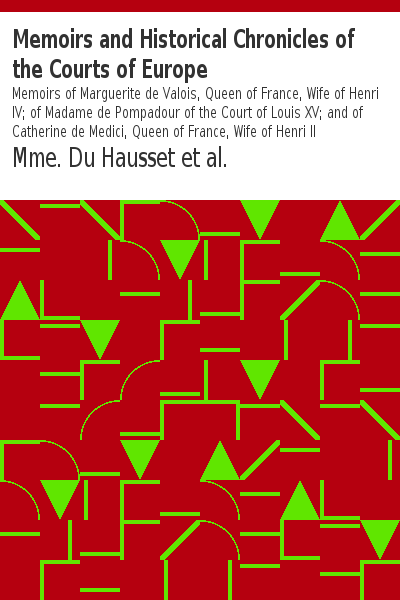 Memoirs and Historical Chronicles of
the Courts of Europe
Memoirs of Marguerite de Valois, Queen of France, Wife of Henri
IV; of Madame de Pompadour of the Court of Louis XV; and of
Catherine de Medici, Queen of France, Wife of Henri II
Mme. Du Hausset et al.